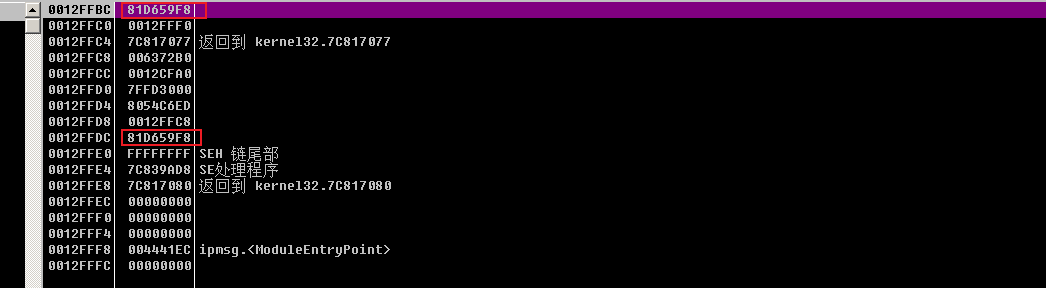 0012FFBC 81D659F8
0012FFC0 0012FFF0
0012FFC4 7C817077 返回到 kernel32.7C817077
0012FFC8 006372B0
0012FFCC 0012CFA0
0012FFD0 7FFD3000
0012FFD4 8054C6ED
0012FFD8 0012FFC8
0012FFDC 81D659F8
0012FFE0 FFFFFFFF SEH 链尾部
0012FFE4 7C839AD8 SE处理程序
0012FFE8 7C817080 返回到 kernel32.7C817080
0012FFEC 00000000
0012FFF0 00000000
0012FFF4 00000000
0012FFF8 004441EC ipmsg.<ModuleEntryPoint>
0012FFFC 00000000